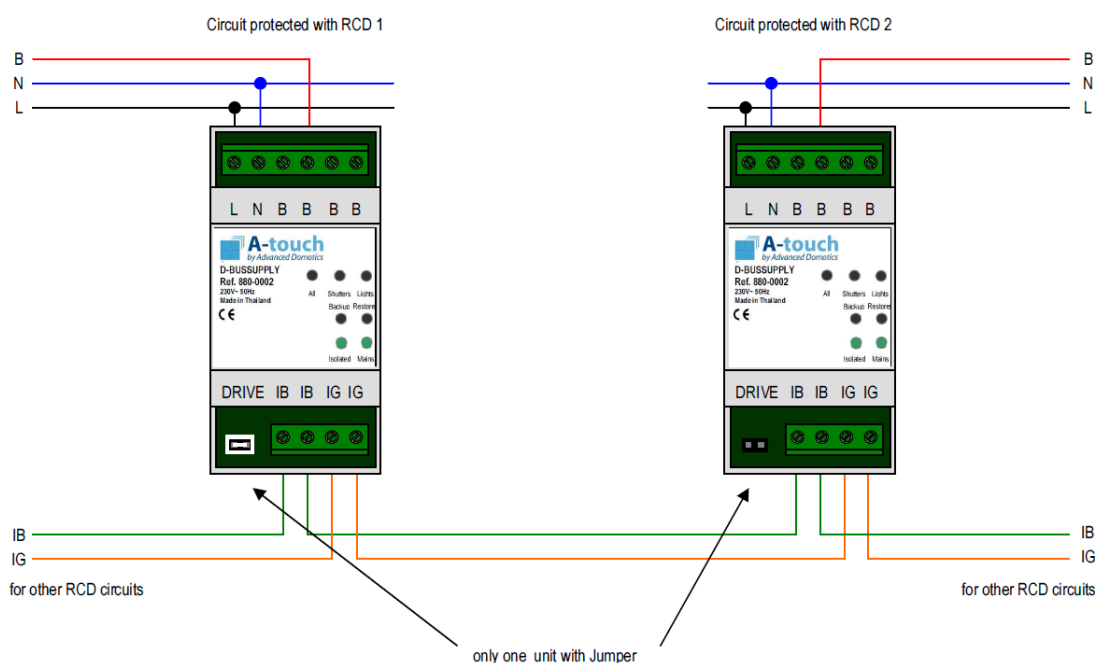 Circuit protected with RCD 1
Circuit protected with RCD 2
B
B
N
N
L
L
L N B B B B
L N B B B B
A-touch
by Advanced Domotics
D-BUSSUPPLY
Ref. 880-0002
230V~ 50Hz
Made in Thailand
CE
All Shutters Lights
Backup Restore
Isolated Mains
A-touch
by Advanced Domotics
D-BUSSUPPLY
Ref. 880-0002
230V~ 50Hz
Made in Thailand
CE
All Shutters Lights
Backup Restore
Isolated Mains
DRIVE IB IB IG IG
DRIVE IB IB IG IG
IB
IB
IG
IG
for other RCD circuits
for other RCD circuits
only one unit with Jumper